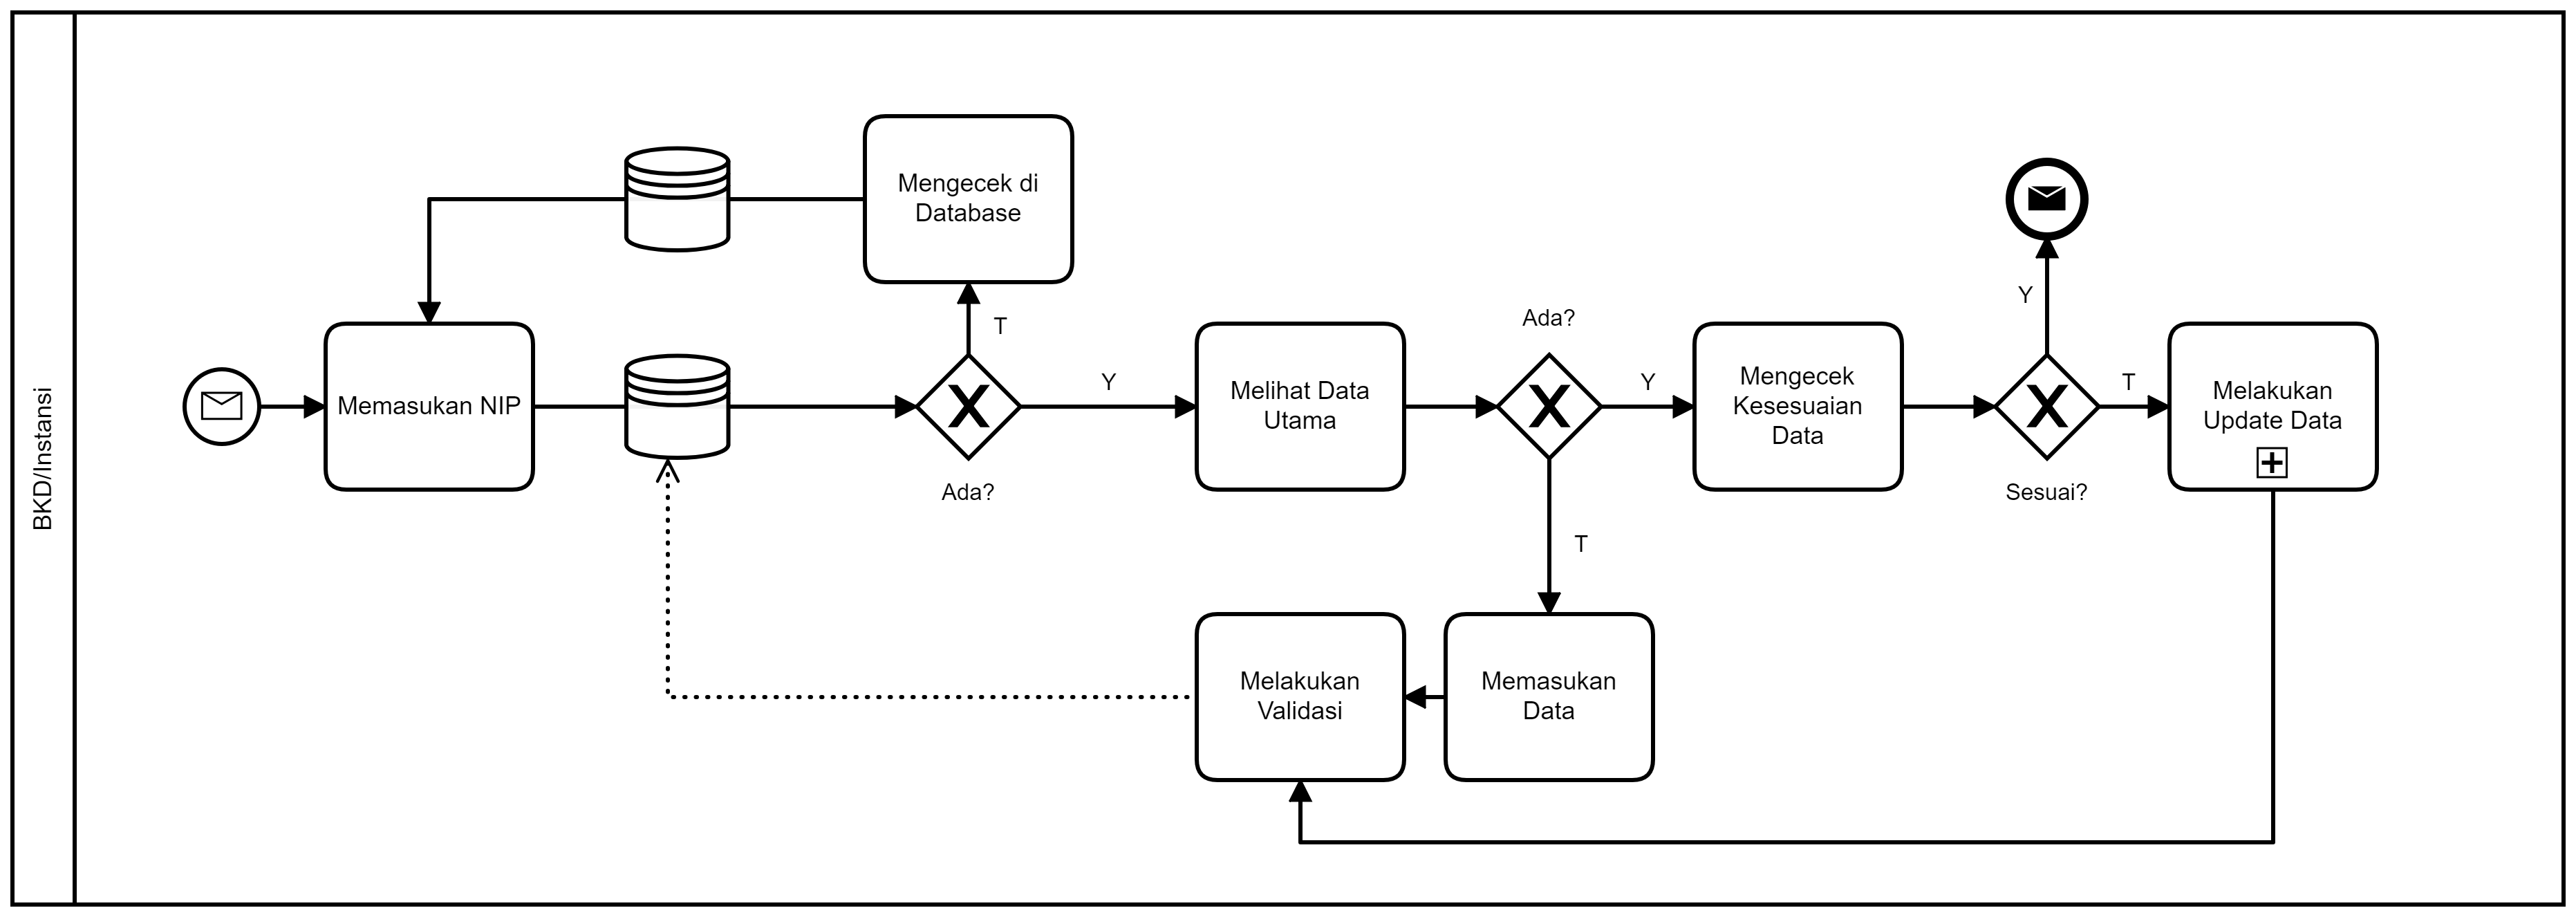 BKD/Instansi
Mengecek di
Database
Memasukan NIP
T
Ada?
Y
Melihat Data
Utama
Ada?
Y
T
Mengecek
Kesesuaian
Data
Y
Sesuai?
T
Melakukan
Update Data
Memasukan
Data
Melakukan
Validasi